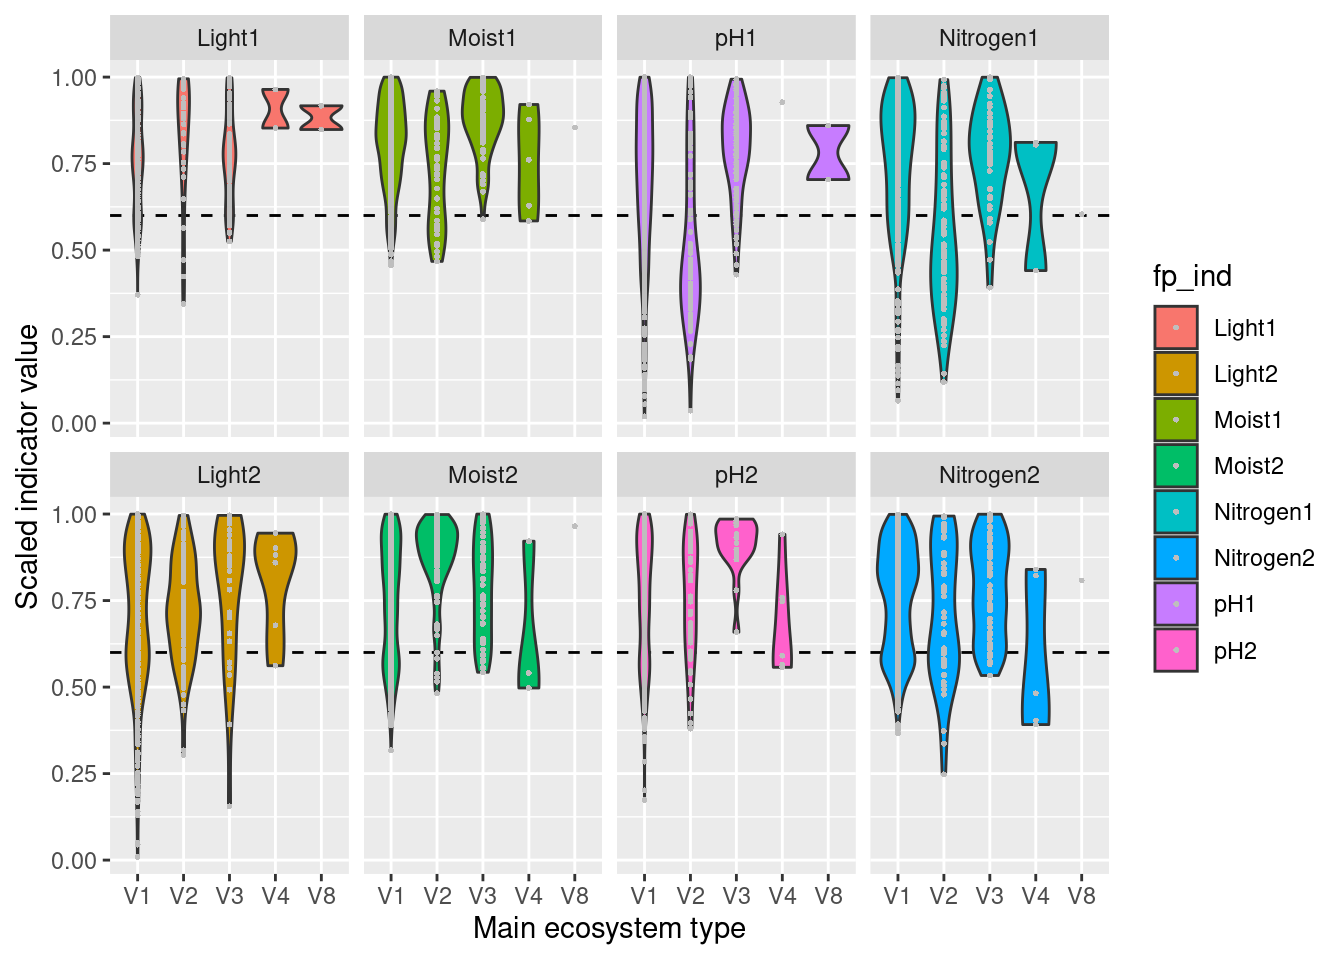 Light1 Moist1 pH1 Nitrogen1
1.00
0.75
0.50
0.25
0.00
Light2 Moist2 pH2 Nitrogen2
1.00
0.75
0.50
0.25
0.00
V1 V2 V3 V4 V8 V1 V2 V3 V4 V8 V1 V2 V3 V4 V8 V1 V2 V3 V4 V8
Main ecosystem type
Scaled indicator value
fp_ind
Light1
Light2
Moist1
Moist2
Nitrogen1
Nitrogen2
pH1
pH2